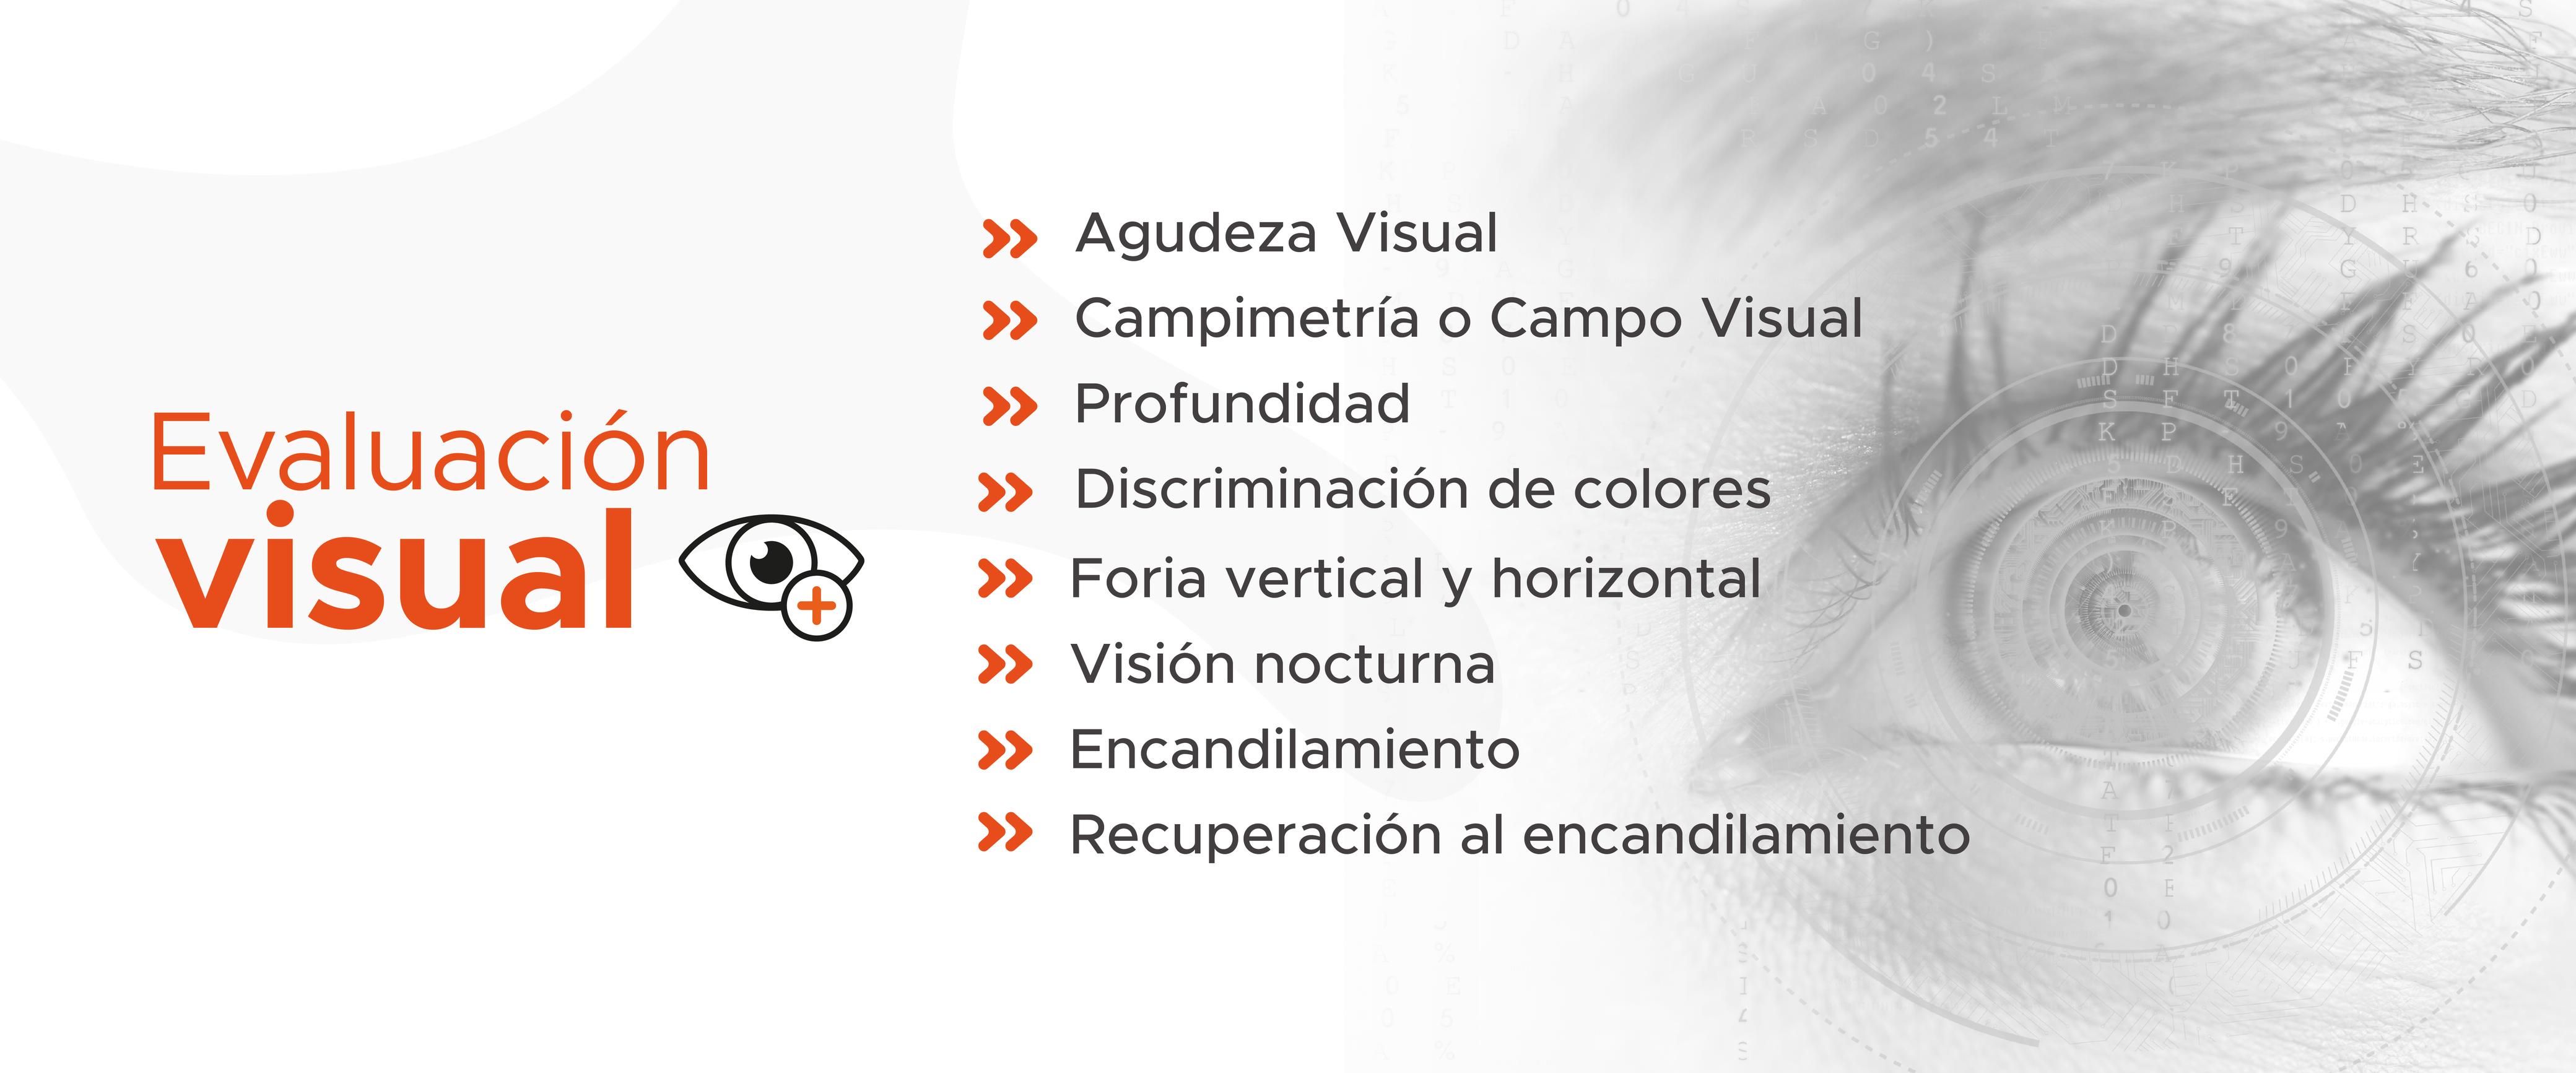 Evaluación
visual
Agudeza Visual
Campimetría o Campo Visual
Profundidad
Discriminación de colores
Foria vertical y horizontal
Visión nocturna
Encandilamiento
Recuperación al encandilamiento